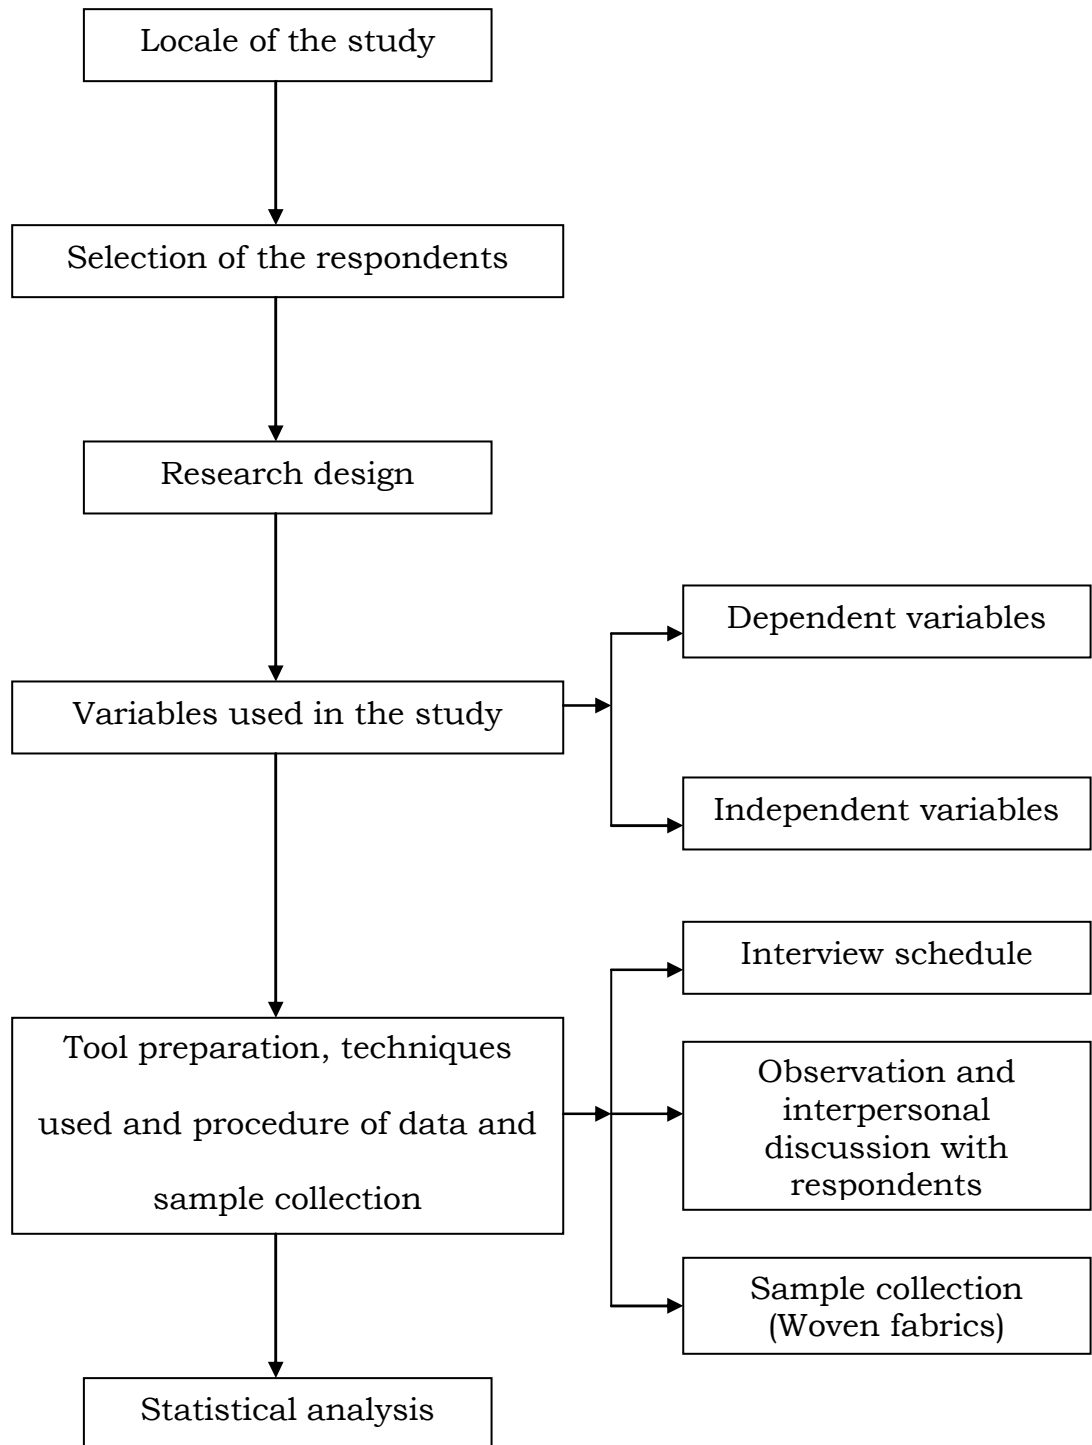 Locale of the study
Selection of the respondents
Research design
Dependent variables
Variables used in the study
Independent variables
Interview schedule
Tool preparation, techniques
used and procedure of data and
sample collection
Observation and
interpersonal
discussion with
respondents
Sample collection
(Woven fabrics)
Statistical analysis